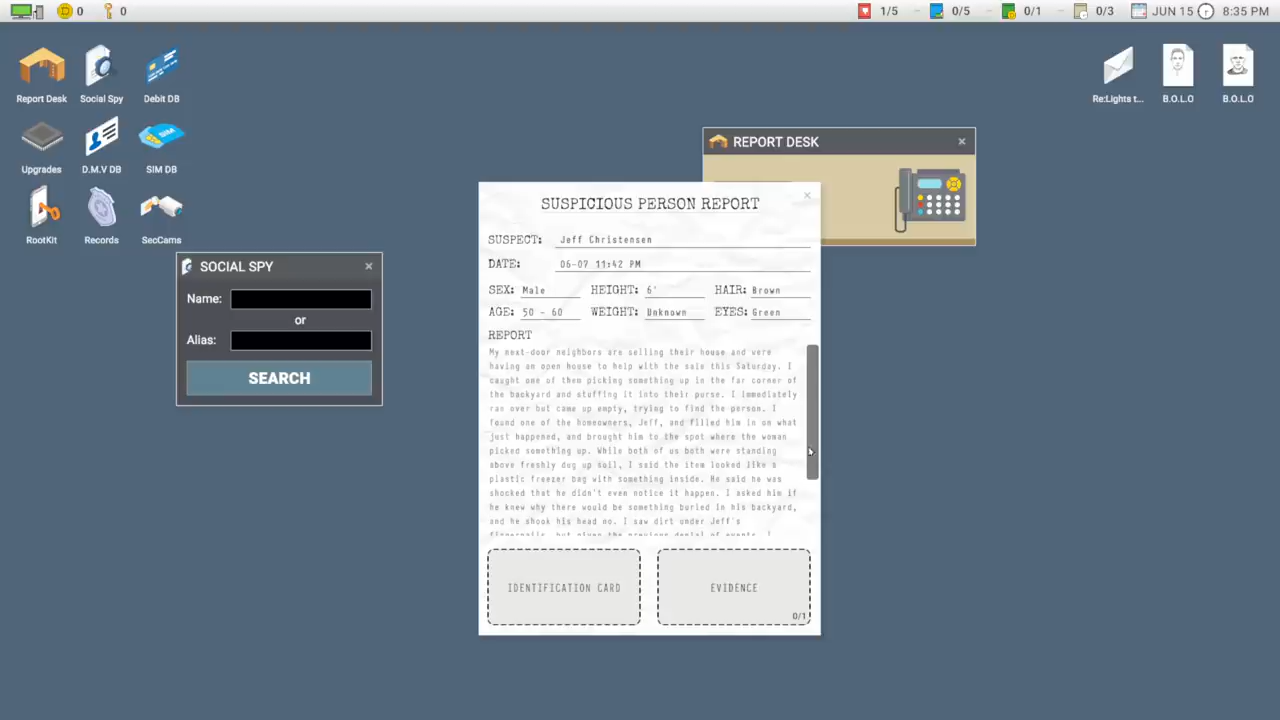 0 0 1/5 0/5 0/1 0/3 JUN 15 8:35 PM
Report Desk Social Spy Debit DB
Re:Lights t... B.O.L.O B.O.L.O
Upgrades D.M.V DB SIM DB
RootKit Records SecCams
REPORT DESK
SOCIAL SPY
Name:
or
Alias:
SEARCH
SUSPICIOUS PERSON REPORT
SUSPECT: Jeff Christensen
DATE: 06-07 11:42 PM
SEX: Male HEIGHT: 6' HAIR: Brown
AGE: 50 - 60 WEIGHT: Unknown EYES: Green
REPORT
My next-door neighbors are selling their house and were
having an open house to help with the sale this Saturday. I
caught one of them picking something up in the far corner of
the backyard and stuffing it into their purse. I immediately
ran over but came up empty, trying to find the person. I
found one of the homeowners, Jeff, and filled him in on what
just happened, and brought him to the spot where the woman
picked something up. While both of us both were standing
above freshly dug up soil, I said the item looked like a
plastic freezer bag with something inside. He said he was
shocked that he didn't even notice it happen. I asked him if
he knew why there would be something buried in his backyard,
and he shook his head no. I saw dirt under Jeff's
fingernails, but given the previous denial of events, I
IDENTIFICATION CARD
EVIDENCE
0/1